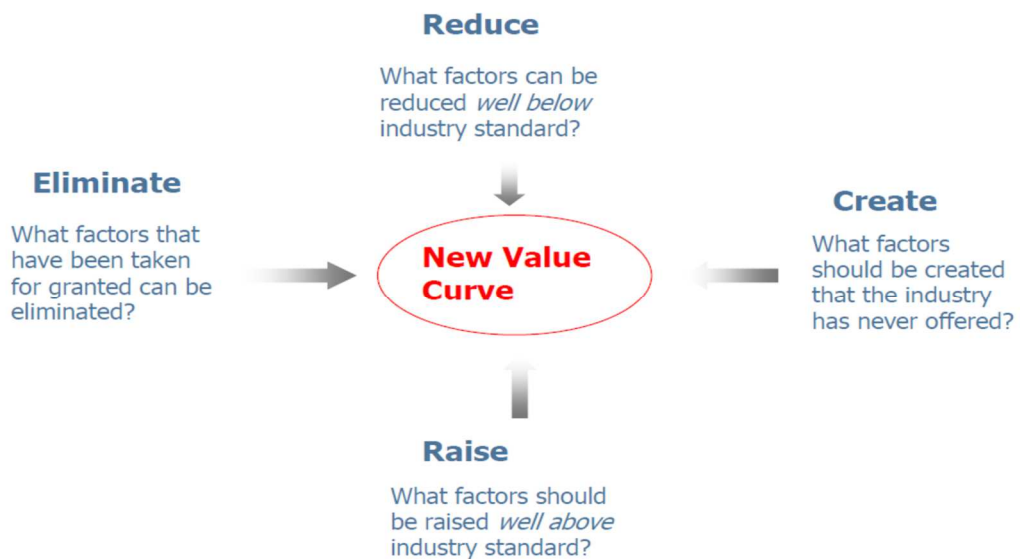 Reduce
What factors can be
reduced well below
industry standard?
Eliminate
What factors that
have been taken
for granted can be
eliminated?
New Value
Curve
Create
What factors
should be created
that the industry
has never offered?
Raise
What factors should
be raised well above
industry standard?